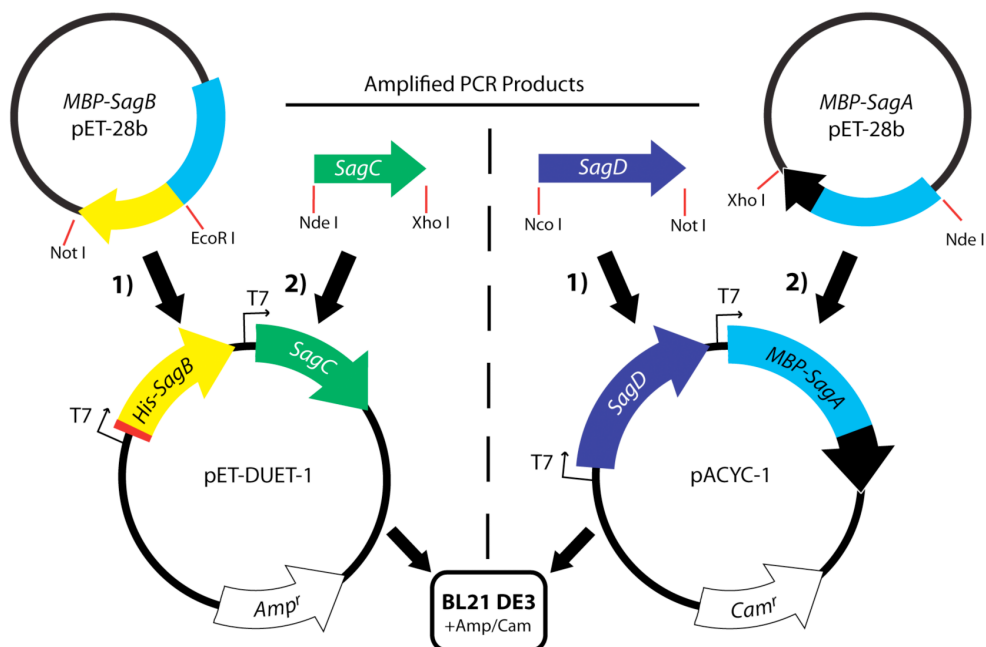 MBP-SagB
pET-28b
Not I
EcoR I
Amplified PCR Products
SagC
Nde I
Xho I
SagD
Nco I
Not I
MBP-SagA
pET-28b
Xho I
Nde I
1)
2)
1)
2)
T7
T7
His-SagB
SagC
pET-DUET-1
Ampr
T7
T7
SagD
MBP-SagA
pACYC-1
Camr
BL21 DE3
+Amp/Cam